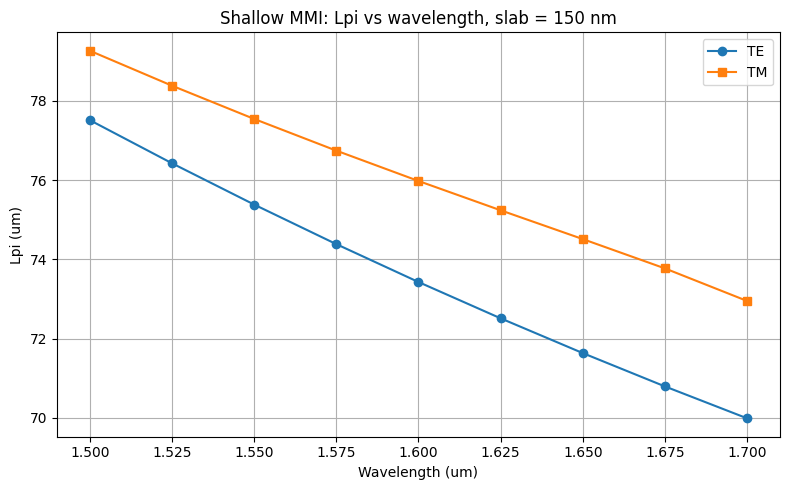 Shallow MMI: Lpi vs wavelength, slab = 150 nm
TE
TM
Lpi (um)
78
76
74
72
70
1.500 1.525 1.550 1.575 1.600 1.625 1.650 1.675 1.700
Wavelength (um)